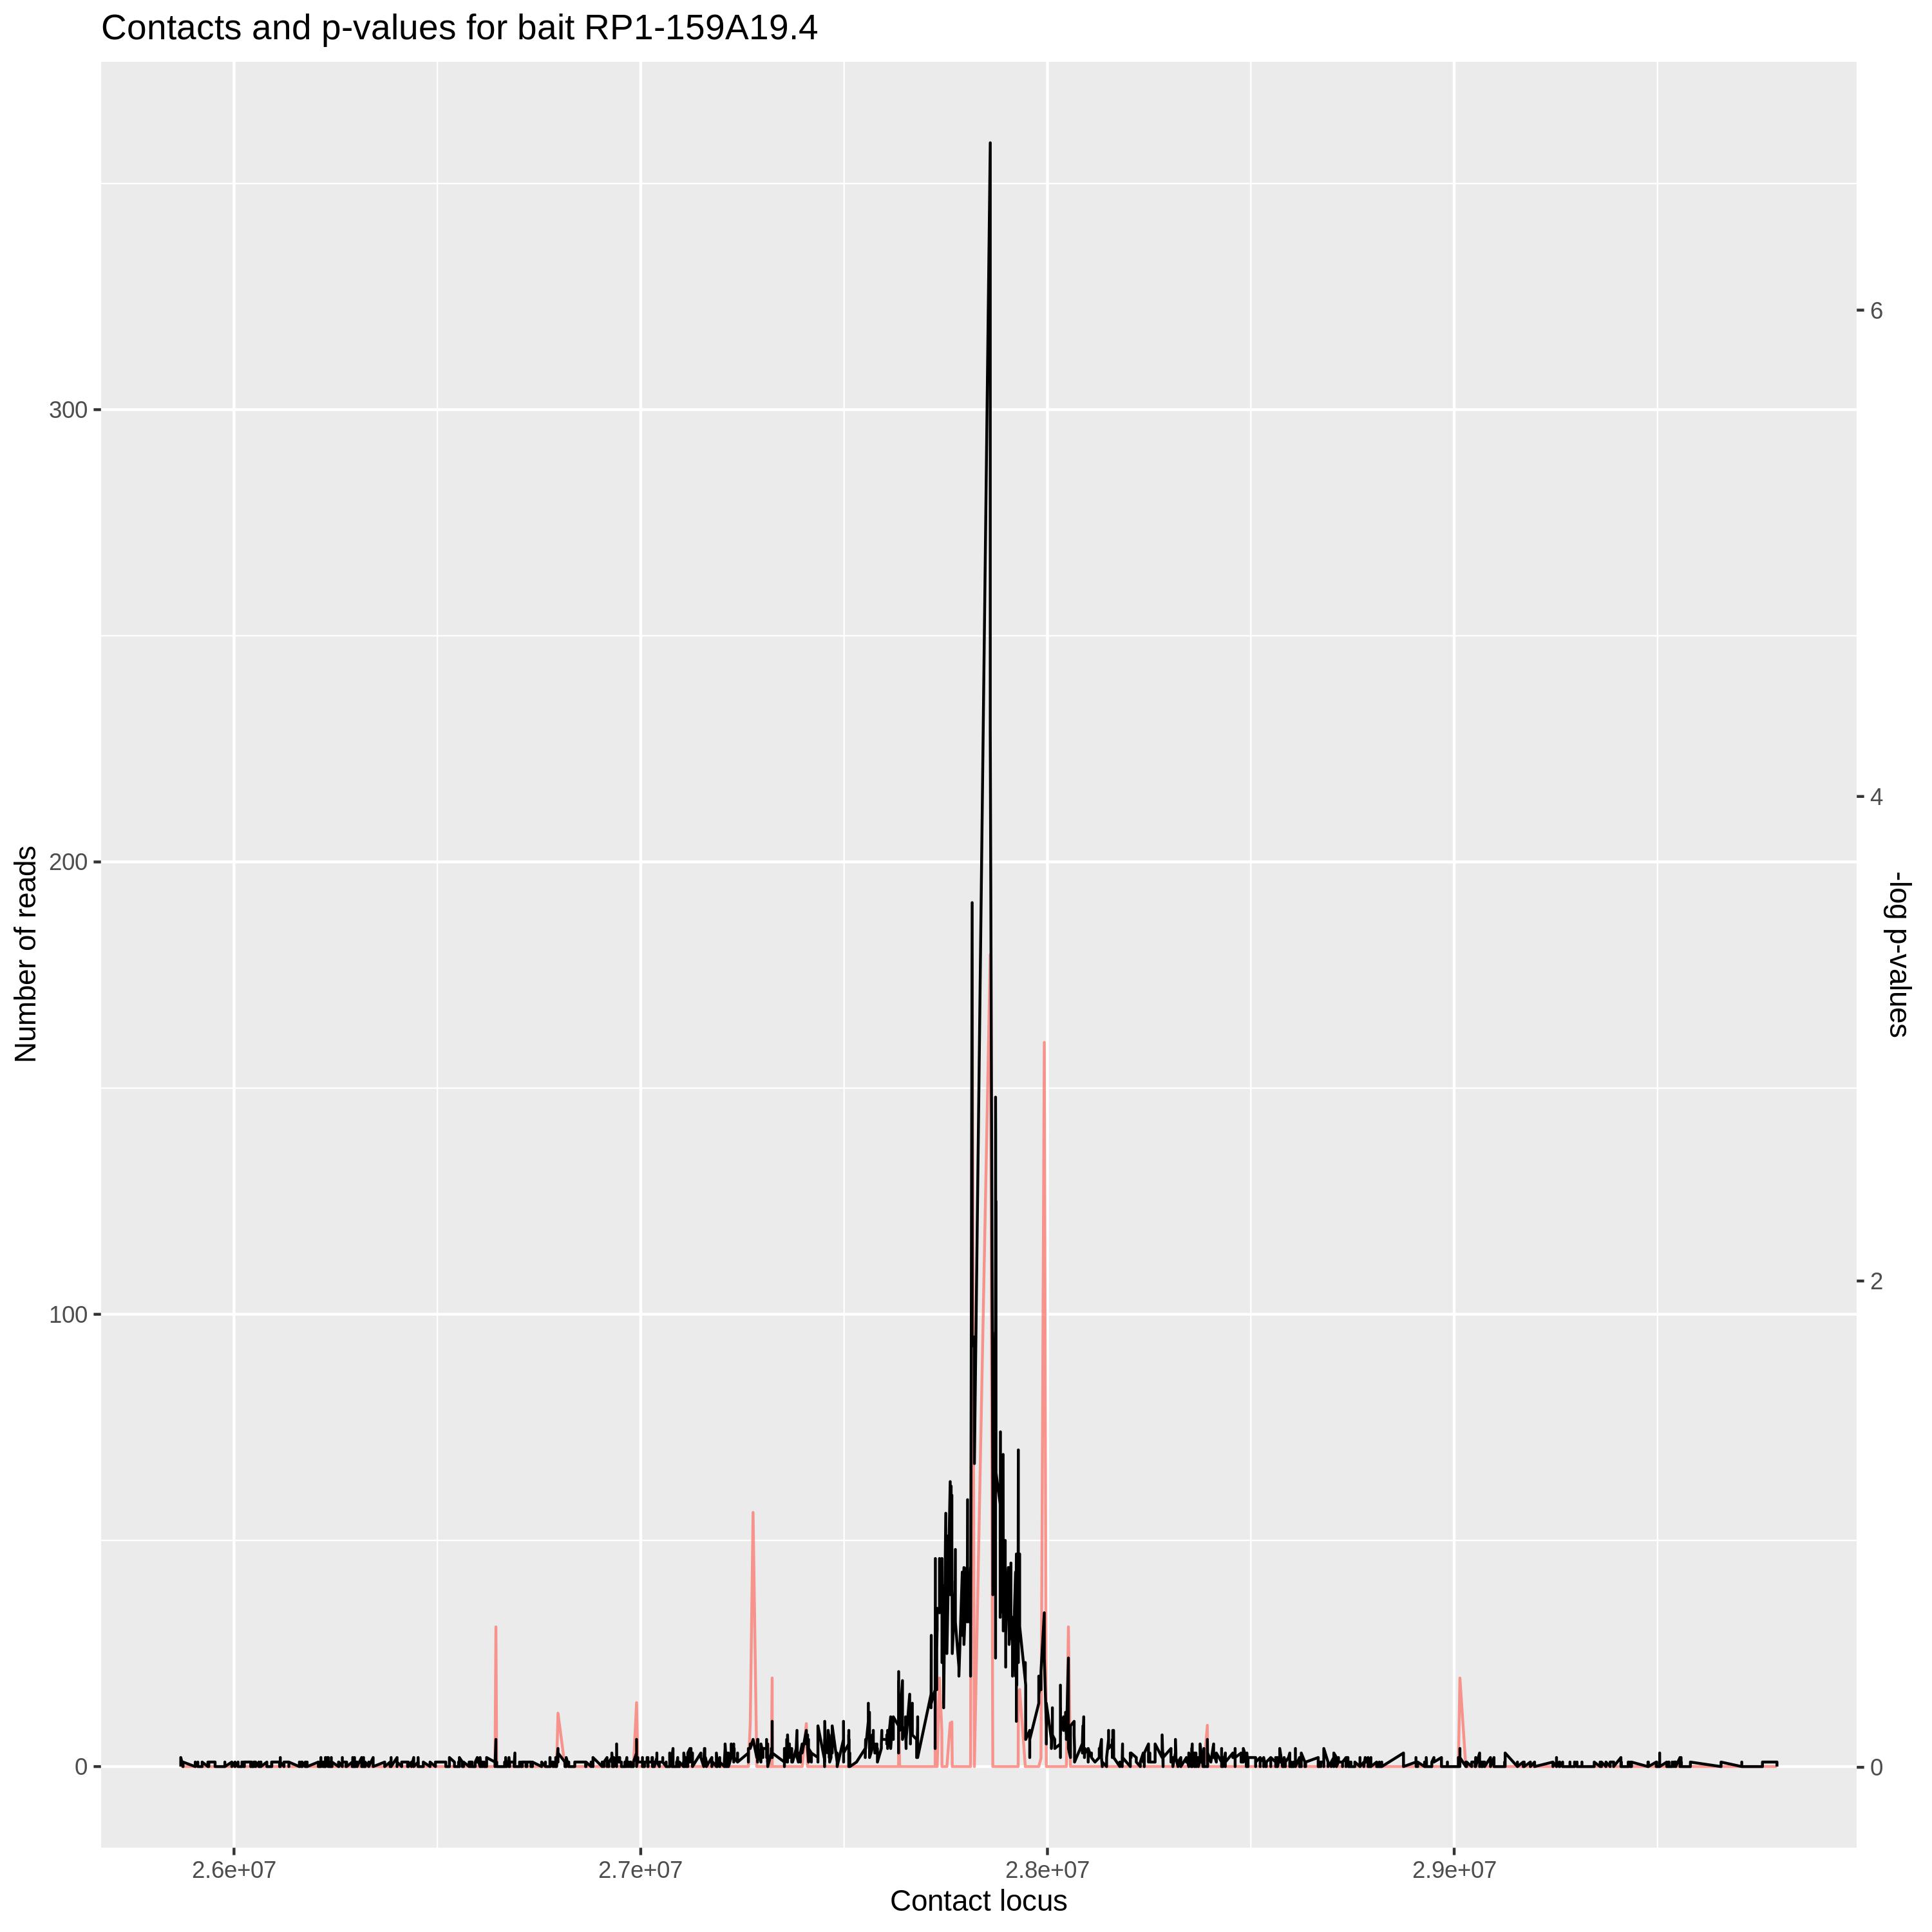 Contacts and p-values for bait RP1-159A19.4
Number of reads
300
200
100
0
6
4
2
0
-log p-values
2.6e+07
2.7e+07
2.8e+07
2.9e+07
Contact locus